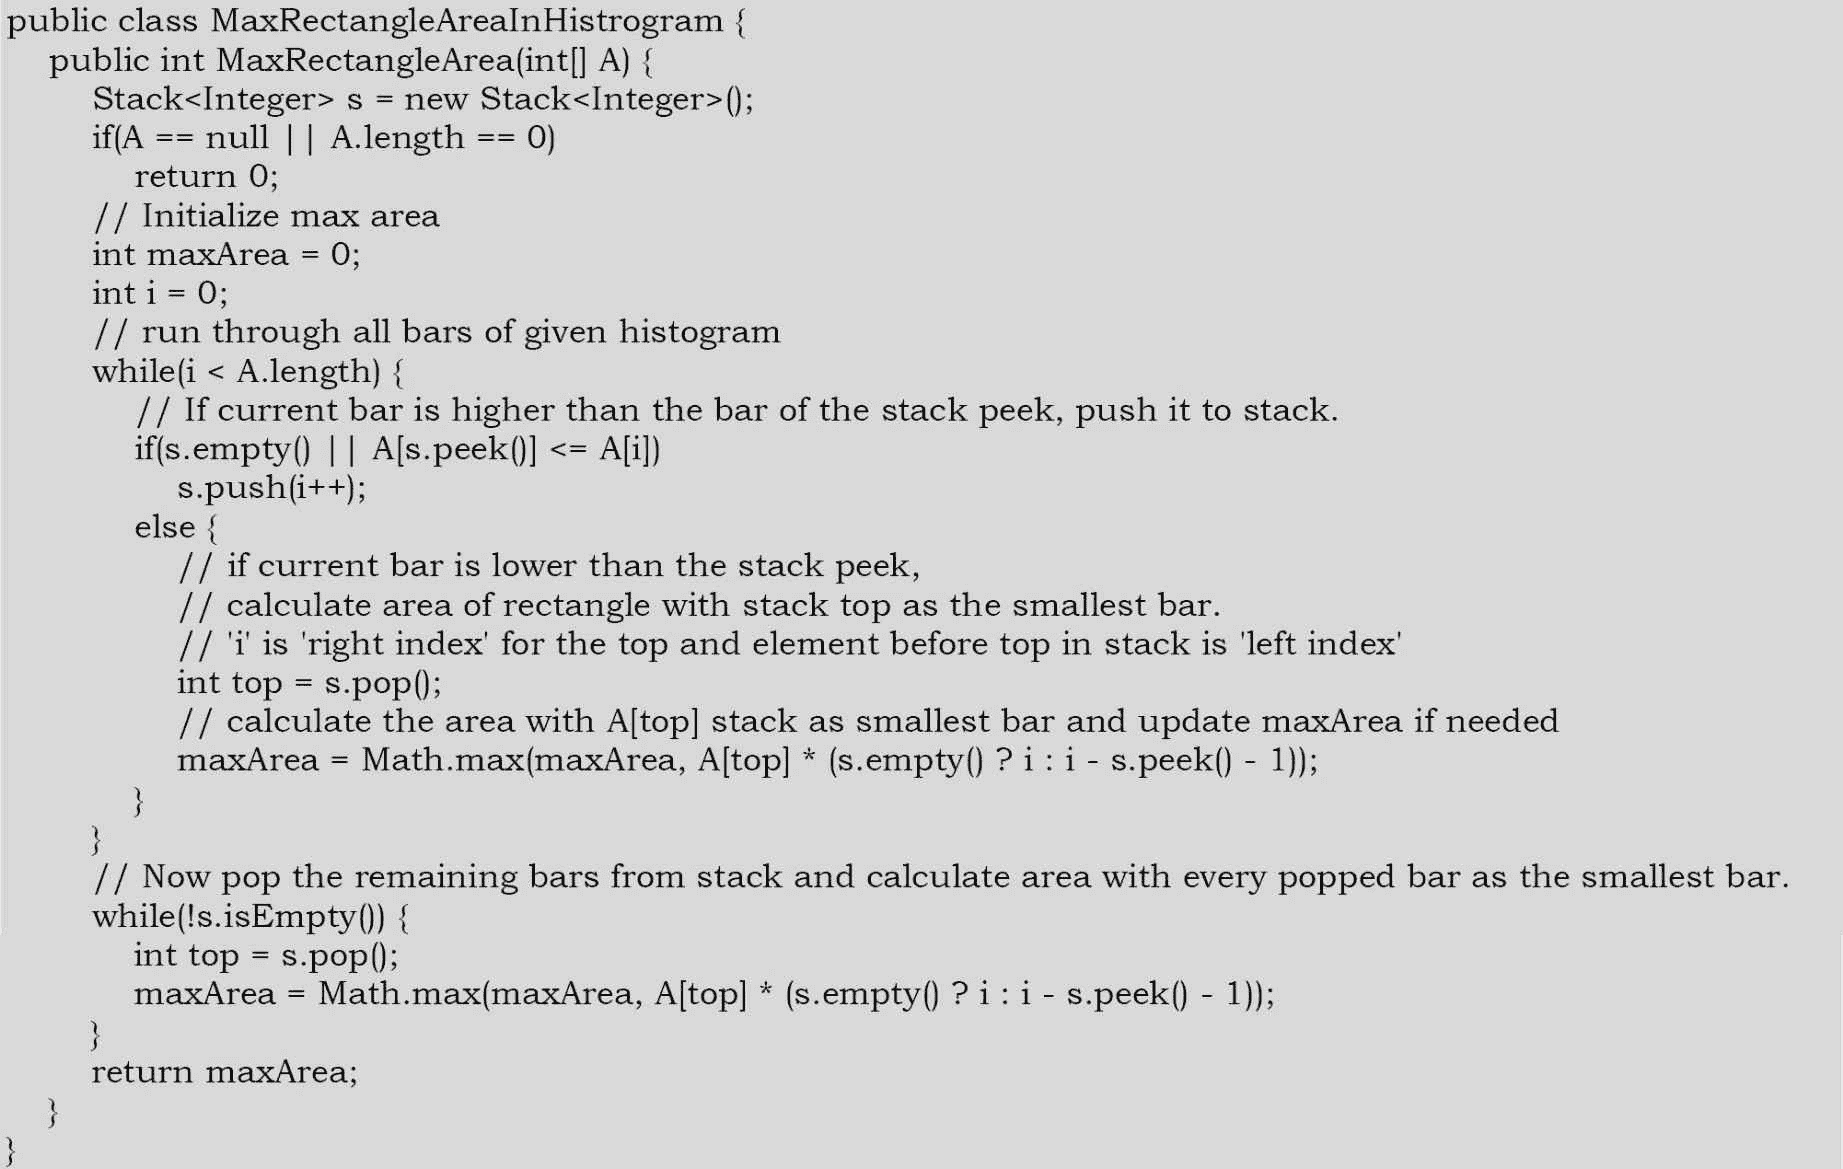 public class MaxRectangleAreaInHistrogram {
public int MaxRectangleArea(int[] A) {
Stack<Integer> s = new Stack<Integer>();
if(A == null || A.length == 0)
return 0;
// Initialize max area
int maxArea = 0;
int i = 0;
// run through all bars of given histogram
while(i < A.length) {
// If current bar is higher than the bar of the stack peek, push it to stack.
if(s.empty() || A[s.peek()] <= A[i])
s.push(i++);
else {
// if current bar is lower than the stack peek,
// calculate area of rectangle with stack top as the smallest bar.
// 'i' is 'right index' for the top and element before top in stack is 'left index'
int top = s.pop();
// calculate the area with A[top] stack as smallest bar and update maxArea if needed
maxArea = Math.max(maxArea, A[top] * (s.empty() ? i : i - s.peek() - 1));
}
}
// Now pop the remaining bars from stack and calculate area with every popped bar as the smallest bar.
while(!s.isEmpty()) {
int top = s.pop();
maxArea = Math.max(maxArea, A[top] * (s.empty() ? i : i - s.peek() - 1));
}
return maxArea;
}
}